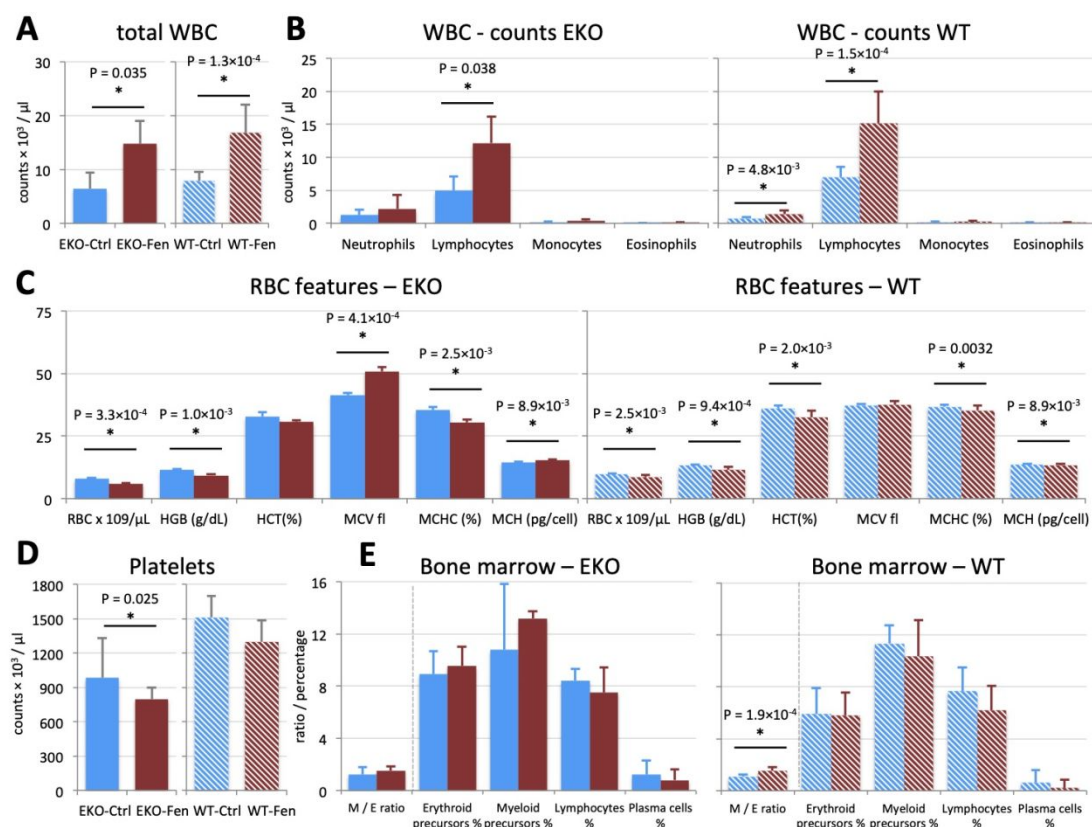 A
total WBC
counts × 10³ / µl
30
20
10
0
P = 0.035
*
P = 1.3×10⁻⁴
*
EKO-Ctrl EKO-Fen WT-Ctrl WT-Fen
B
WBC - counts EKO
WBC - counts WT
counts × 10³ / µl
25
20
15
10
5
0
P = 0.038
*
Neutrophils Lymphocytes Monocytes Eosinophils
P = 1.5×10⁻⁴
*
P = 4.8×10⁻³
*
Neutrophils Lymphocytes Monocytes Eosinophils
C
RBC features – EKO
RBC features – WT
75
50
25
0
P = 3.3×10⁻⁴
*
P = 1.0×10⁻³
*
P = 4.1×10⁻⁴
*
P = 2.5×10⁻³
*
P = 8.9×10⁻³
*
RBC x 109/µL HGB (g/dL) HCT(%) MCV fl MCHC (%) MCH (pg/cell)
P = 2.5×10⁻³
*
P = 9.4×10⁻⁴
*
P = 2.0×10⁻³
*
P = 0.0032
*
P = 8.9×10⁻³
*
RBC x 109/µL HGB (g/dL) HCT(%) MCV fl MCHC (%) MCH (pg/cell)
D
Platelets
counts × 10³ / µl
1800
1500
1200
900
600
300
0
P = 0.025
*
EKO-Ctrl EKO-Fen WT-Ctrl WT-Fen
E
Bone marrow – EKO
Bone marrow – WT
ratio / percentage
16
12
8
4
0
M / E ratio Erythroid Myeloid Lymphocytes Plasma cells
precursors % precursors % % %
P = 1.9×10⁻⁴
*
M / E ratio Erythroid Myeloid Lymphocytes Plasma cells
precursors % precursors % % %